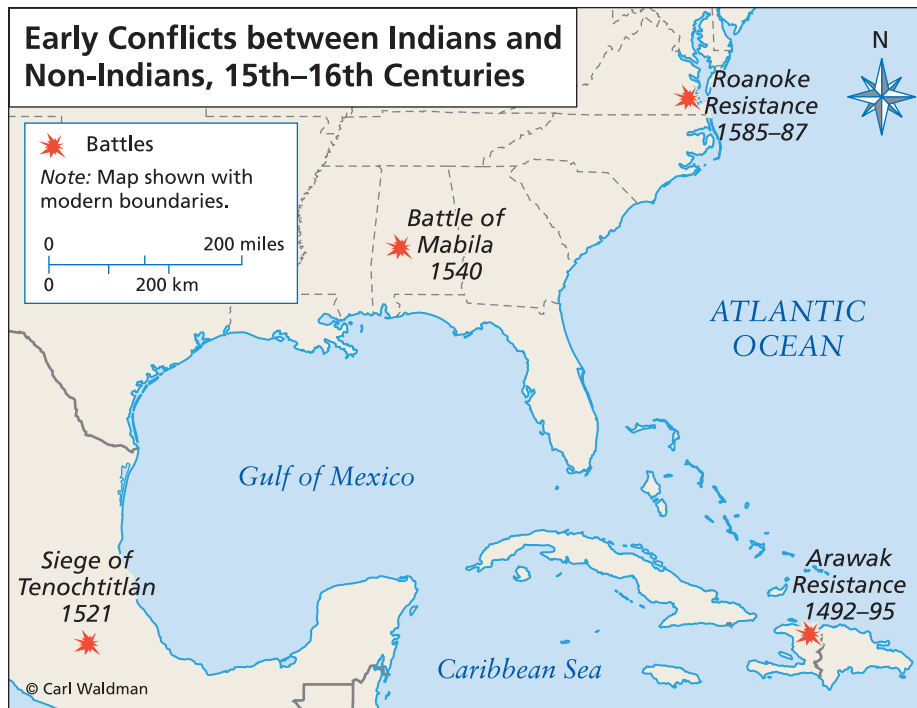 Early Conflicts between Indians and
Non-Indians, 15th–16th Centuries
N
Roanoke
Resistance
1585–87
Battles
Note: Map shown with
modern boundaries.
0 200 miles
0 200 km
Battle of
Mabila
1540
ATLANTIC
OCEAN
Gulf of Mexico
Siege of
Tenochtitlán
1521
Arawak
Resistance
1492–95
Caribbean Sea
© Carl Waldman